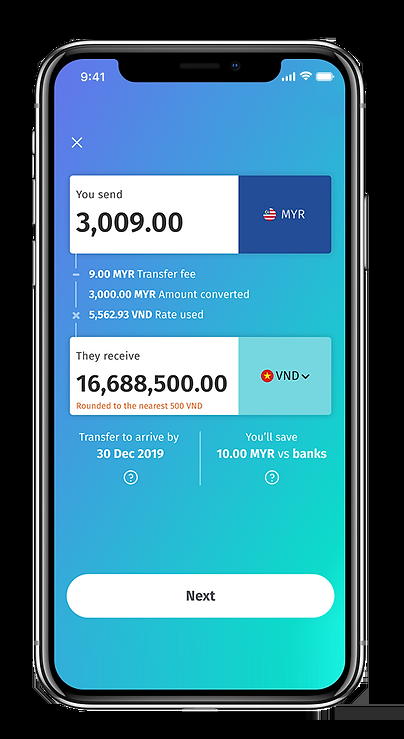 9:41
You send
3,009.00
MYR
9.00 MYR Transfer fee
3,000.00 MYR Amount converted
5,562.93 VND Rate used
They receive
16,688,500.00
VND
Rounded to the nearest 500 VND
Transfer to arrive by
30 Dec 2019
You'll save
10.00 MYR vs banks
Next